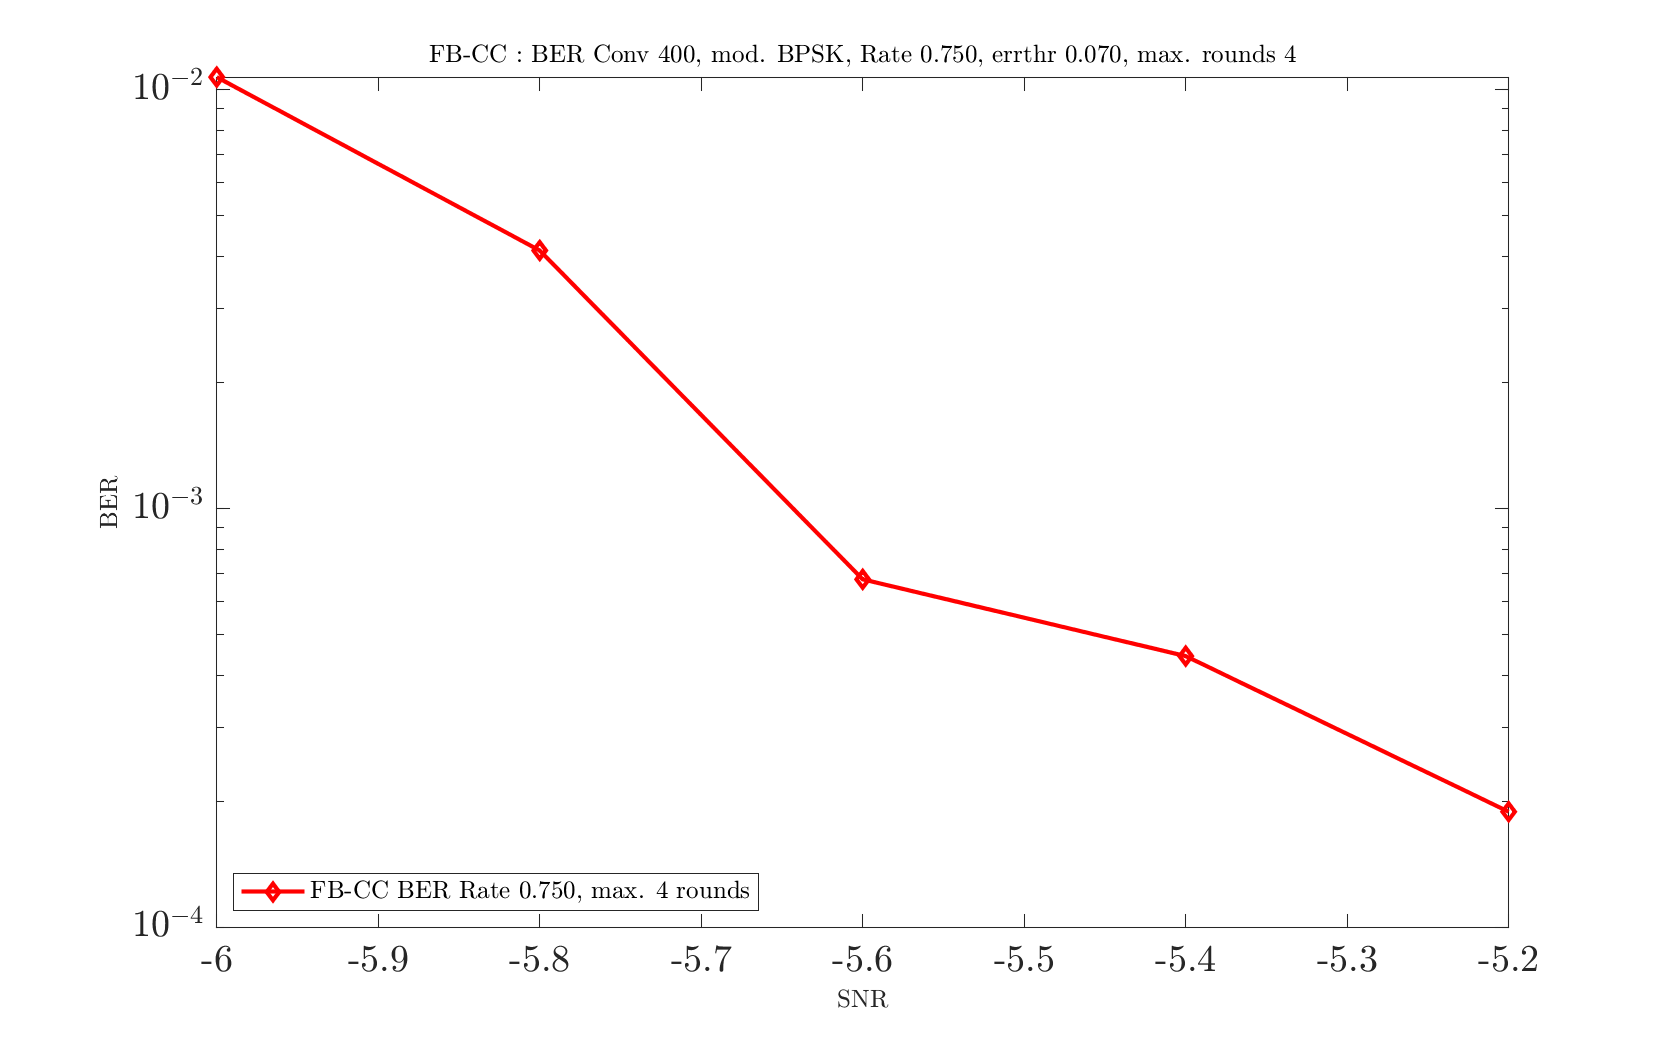 FB-CC : BER Conv 400, mod. BPSK, Rate 0.750, errthr 0.070, max. rounds 4
10⁻²
10⁻³
10⁻⁴
BER
FB-CC BER Rate 0.750, max. 4 rounds
-6 -5.9 -5.8 -5.7 -5.6 -5.5 -5.4 -5.3 -5.2
SNR